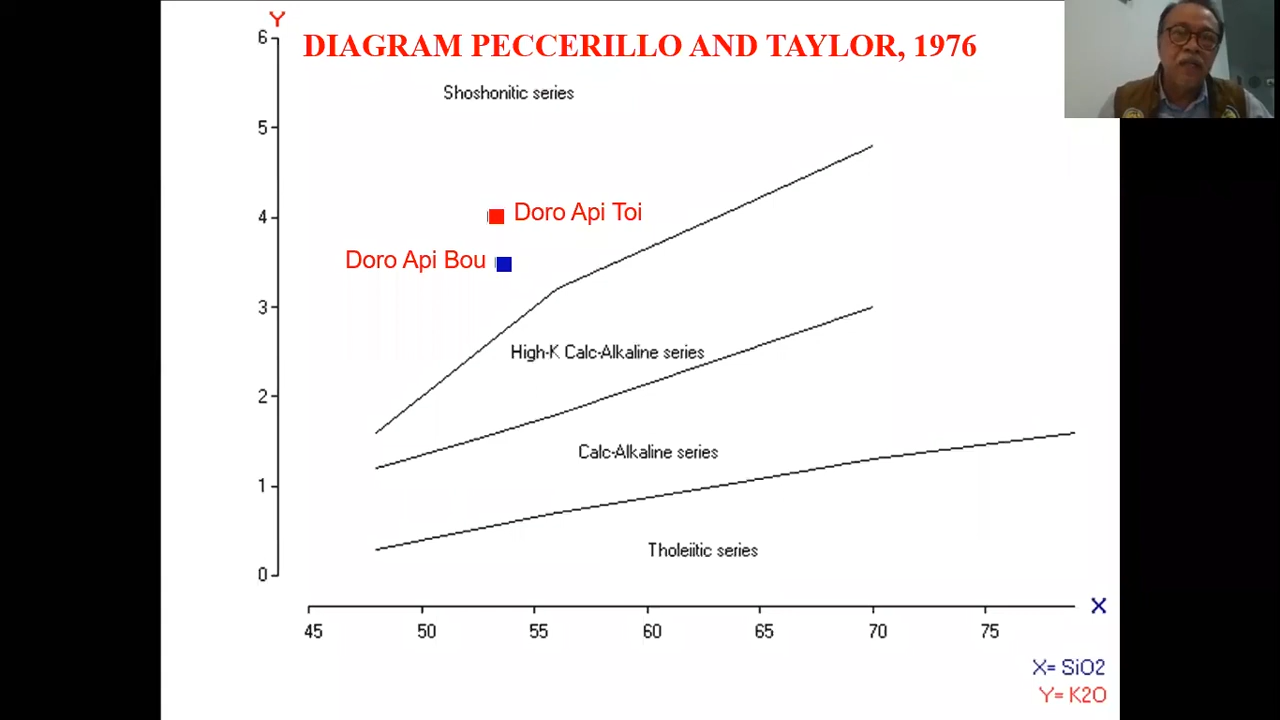 Y
DIAGRAM PECCERILLO AND TAYLOR, 1976
6
Shoshonitic series
5
4
Doro Api Toi
Doro Api Bou
3
High-K Calc-Alkaline series
2
Calc-Alkaline series
1
Tholeiitic series
0
X
45 50 55 60 65 70 75
X= SiO2
Y= K2O